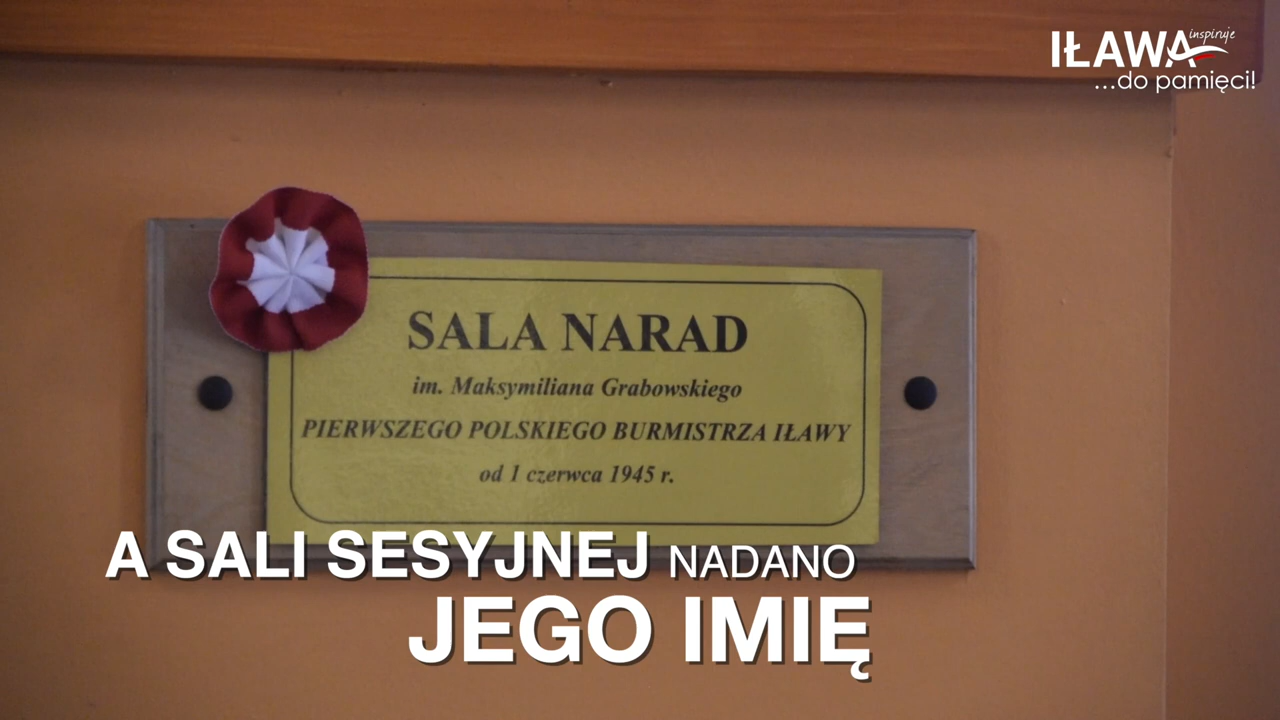 IŁAWA inspiruje
...do pamięci!
SALA NARAD
im. Maksymiliana Grabowskiego
PIERWSZEGO POLSKIEGO BURMISTRZA IŁAWY
od 1 czerwca 1945 r.
A SALI SESYJNEJ NADANO
JEGO IMIĘ